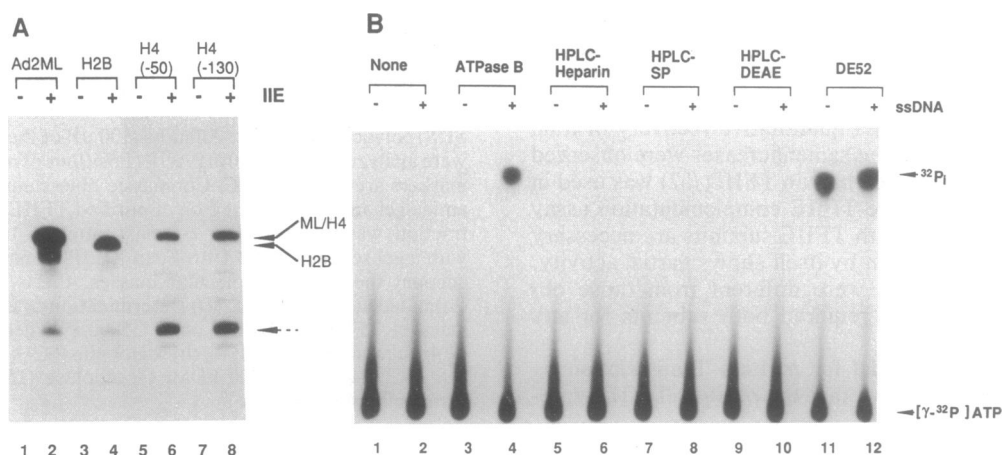 A
Ad2ML H2B H4 (-50) H4 (-130)
- + - + - + - + IIE
ML/H4
H2B
1 2 3 4 5 6 7 8
B
None ATPase B HPLC-Heparin HPLC-SP HPLC-DEAE DE52
- + - + - + - + - + - + ssDNA
32Pi
[γ-32P]ATP
1 2 3 4 5 6 7 8 9 10 11 12